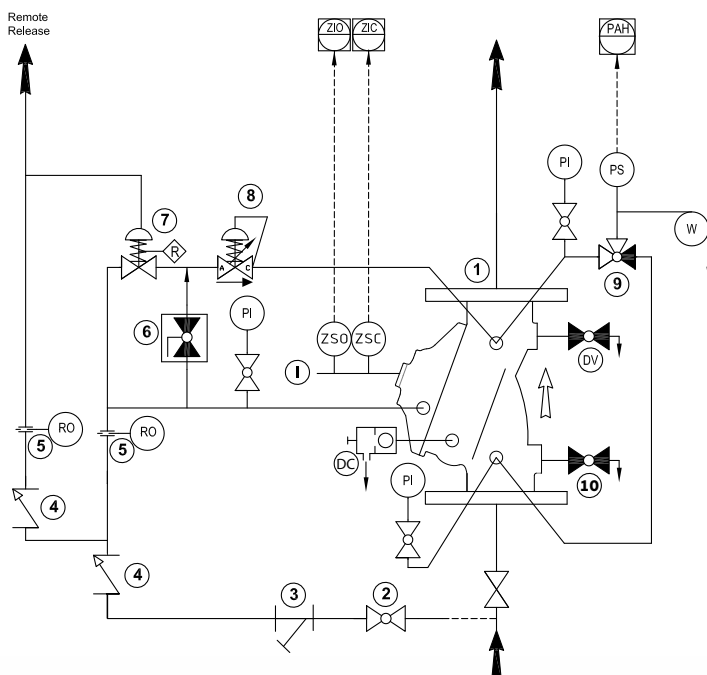 Remote
Release
ZIO
ZIC
PAH
PI
PS
8
7
W
R
A
C
1
9
PI
6
ZSO
ZSC
I
DV
RO
RO
5
5
DC
PI
10
4
4
3
2